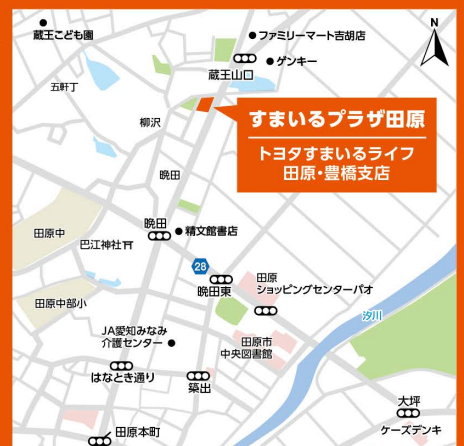 N
蔵王こども園
ファミリーマート吉胡店
ゲンキー
蔵王山口
五軒丁
すまいるプラザ田原
トヨタすまいるライフ
田原・豊橋支店
柳沢
晩田
晩田
精文館書店
田原中
巴江神社
28
晩田東
田原
ショッピングセンターパオ
田原中部小
汐川
JA愛知みなみ
介護センター
田原市
中央図書館
はなとき通り
築出
大坪
ケーズデンキ
田原本町